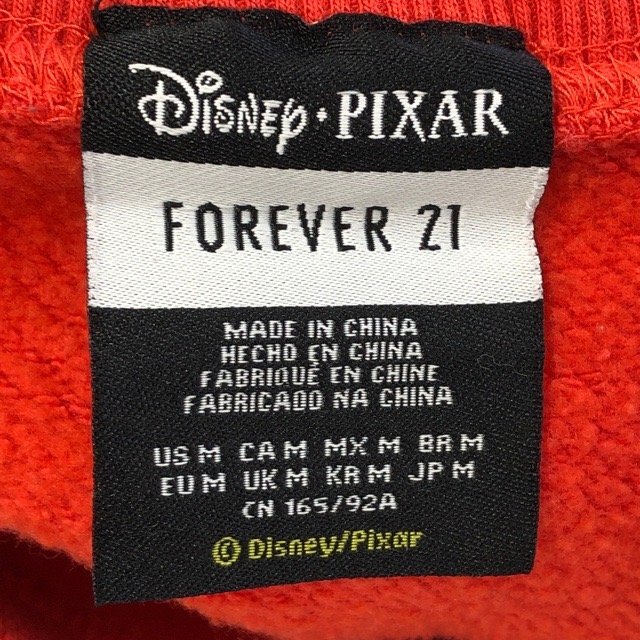 Disney · PIXAR
FOREVER 21
MADE IN CHINA
HECHO EN CHINA
FABRIQUÉ EN CHINE
FABRICADO NA CHINA
US M CA M MX M BR M
EU M UK M KR M JP M
CN 165/92A
© Disney/Pixar